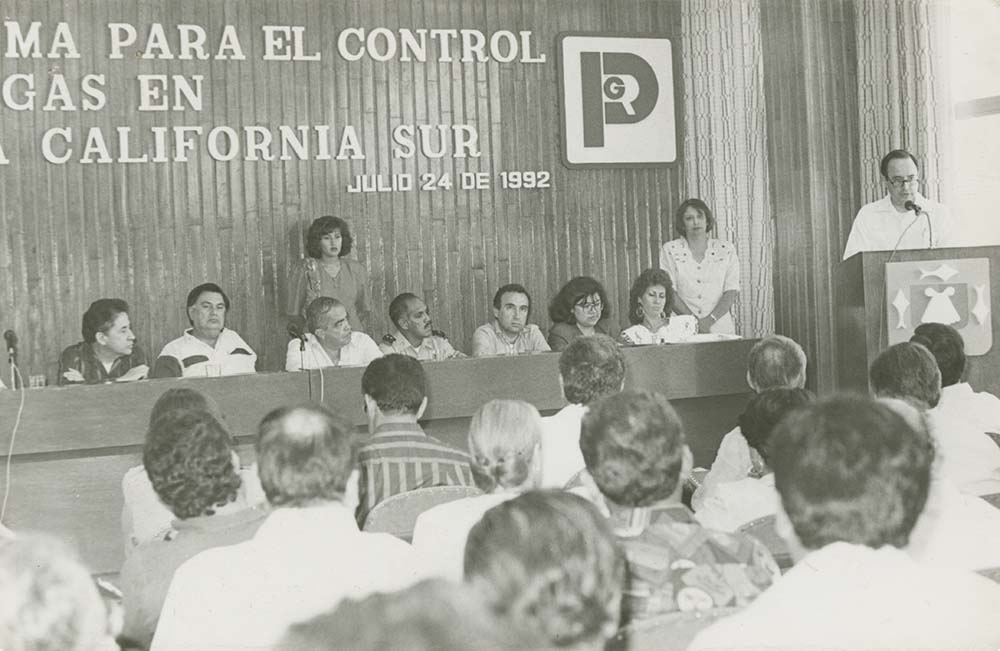 MA PARA EL CONTROL
GAS EN
A CALIFORNIA SUR
JULIO 24 DE 1992
PGR